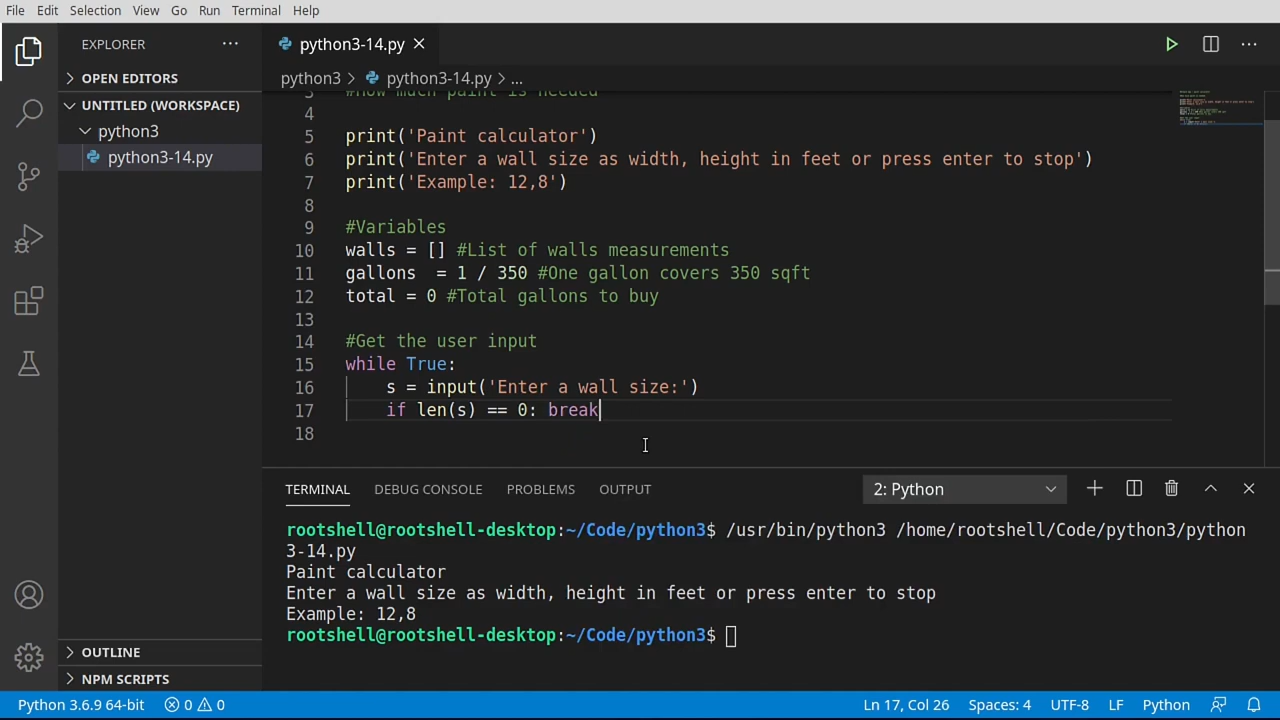 File Edit Selection View Go Run Terminal Help
EXPLORER
OPEN EDITORS
UNTITLED (WORKSPACE)
python3
python3-14.py
OUTLINE
NPM SCRIPTS
python3-14.py
python3 > python3-14.py > ...
3 #How much paint is needed
4
5 print('Paint calculator')
6 print('Enter a wall size as width, height in feet or press enter to stop')
7 print('Example: 12,8')
8
9 #Variables
10 walls = [] #List of walls measurements
11 gallons  = 1 / 350 #One gallon covers 350 sqft
12 total = 0 #Total gallons to buy
13
14 #Get the user input
15 while True:
16     s = input('Enter a wall size:')
17     if len(s) == 0: break
18
TERMINAL DEBUG CONSOLE PROBLEMS OUTPUT 2: Python
rootshell@rootshell-desktop:~/Code/python3$ /usr/bin/python3 /home/rootshell/Code/python3/python
3-14.py
Paint calculator
Enter a wall size as width, height in feet or press enter to stop
Example: 12,8
rootshell@rootshell-desktop:~/Code/python3$
Python 3.6.9 64-bit 0 0 Ln 17, Col 26 Spaces: 4 UTF-8 LF Python